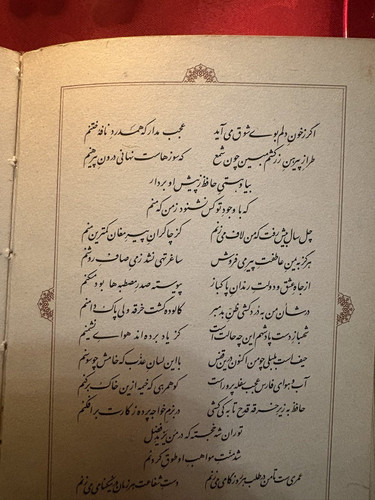 اگر ز خون دلم بوے شوق می آید عجب مدار که همدرد نافهٔ ختنم
طراز پیرهن زرکشم مبین چون شمع که سوزهاست نهانی درون پیرهنم
بیا و هستی حافظ ز پیش او بردار
که با وجود تو کس نشنود ز من که منم
چل سال بیش رفت که من لاف می زنم کز چاکران پیر مغان کمترین منم
هرگز به یمن عاطفت پیر می فروش ساغر تهی نشد ز می صاف روشنم
از جاه عشق و دولت رندان پاکباز پیوسته صدر مصطبه ها بود مسکنم
در شأن من به دردکشی ظن بد مبر کالوده گشت خرقه ولی پاک دامنم
شهباز دست پادشهم این چه حالت است کز یاد برده اند هوای نشیمنم
حیف است بلبلی چو من اکنون درین قفس با این لسان عذب که خامش چو سوسنم
آب و هوای فارس عجب سفله پرور است کو همرهی که خیمه ازین خاک برکنم
حافظ به زیر خرقه قدح تا به کی کشی در بزم خواجه پرده ز کارت برافکنم
توران شه خجسته که در من یزید فضل
شد منت مواهب او طوق گردنم
عمری ست تا من در طلب هر روز گامی می زنم دست شفاعت هر زمان در نیکنامی می زنم